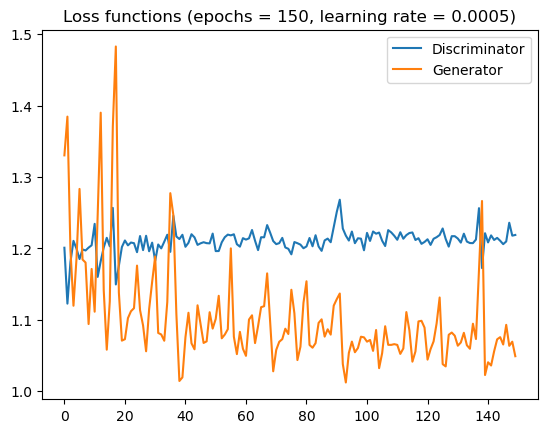 Loss functions (epochs = 150, learning rate = 0.0005)
Discriminator
Generator
1.5
1.4
1.3
1.2
1.1
1.0
0 20 40 60 80 100 120 140